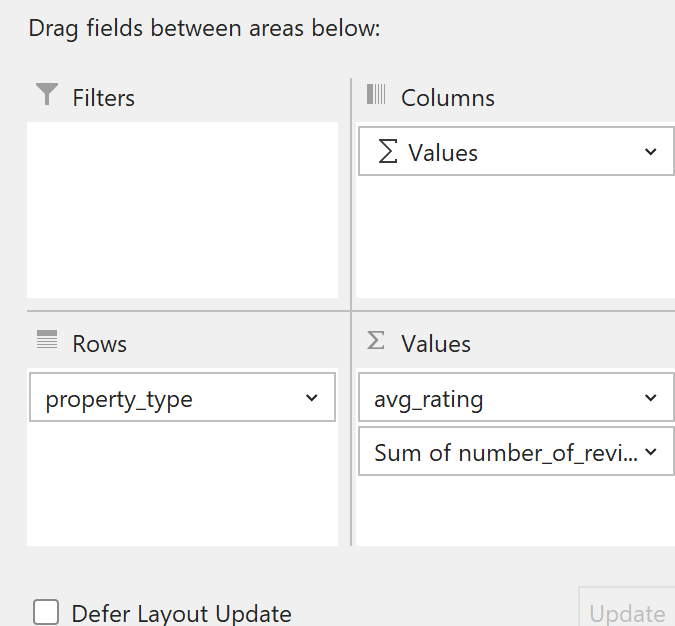 Drag fields between areas below:
Filters
Columns
Σ Values
Rows
Σ Values
property_type
avg_rating
Sum of number_of_revi...
Defer Layout Update
Update